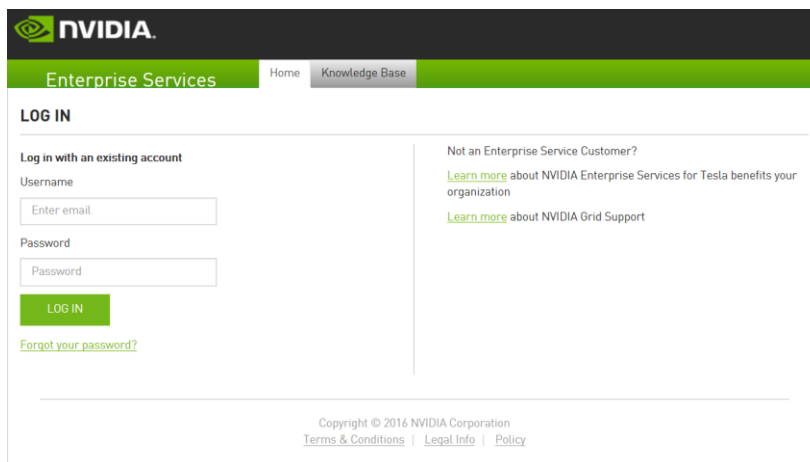 NVIDIA.
Enterprise Services
Home
Knowledge Base
LOG IN
Log in with an existing account
Username
Enter email
Password
Password
LOG IN
Forgot your password?
Not an Enterprise Service Customer?
Learn more about NVIDIA Enterprise Services for Tesla benefits your
organization
Learn more about NVIDIA Grid Support
Copyright © 2016 NVIDIA Corporation
Terms & Conditions | Legal Info | Policy